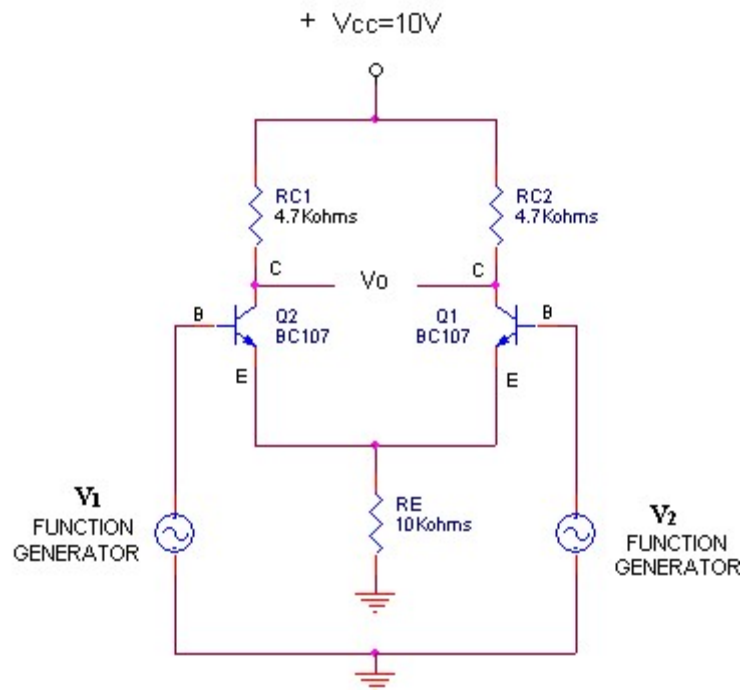 + Vcc=10V
RC1
4.7Kohms
RC2
4.7Kohms
C
Vo
C
B
Q2
BC107
Q1
BC107
B
E
E
V1
FUNCTION
GENERATOR
RE
10Kohms
V2
FUNCTION
GENERATOR